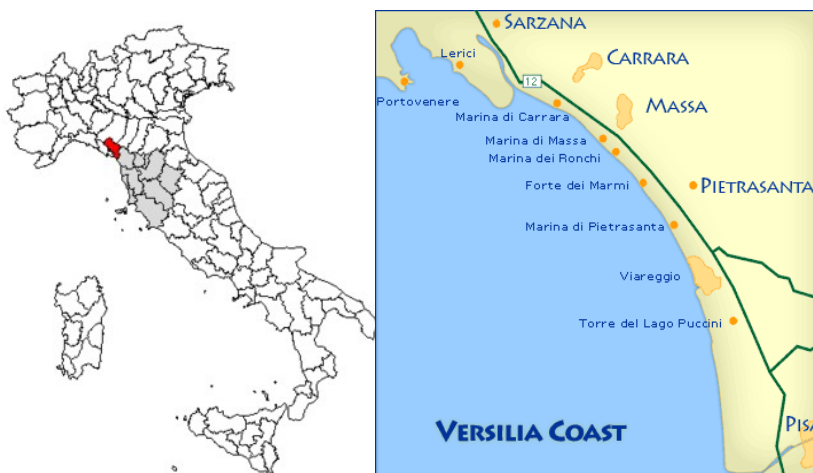 SARZANA
Lerici
CARRARA
12
Portovenere
MASSA
Marina di Carrara
Marina di Massa
Marina dei Ronchi
Forte dei Marmi
PIETRASANTA
Marina di Pietrasanta
Viareggio
Torre del Lago Puccini
VERSILIA COAST
PISA